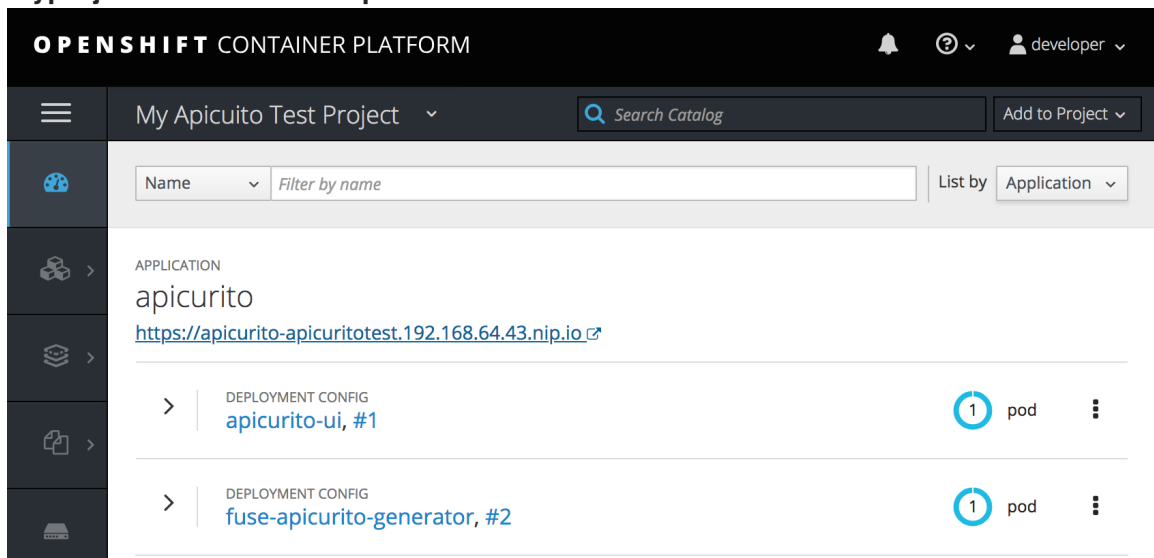 OPENSHIFT CONTAINER PLATFORM
developer
My Apicuito Test Project
Search Catalog
Add to Project
Name
Filter by name
List by
Application
APPLICATION
apicurito
https://apicurito-apicuritotest.192.168.64.43.nip.io
DEPLOYMENT CONFIG
apicurito-ui, #1
1 pod
DEPLOYMENT CONFIG
fuse-apicurito-generator, #2
1 pod